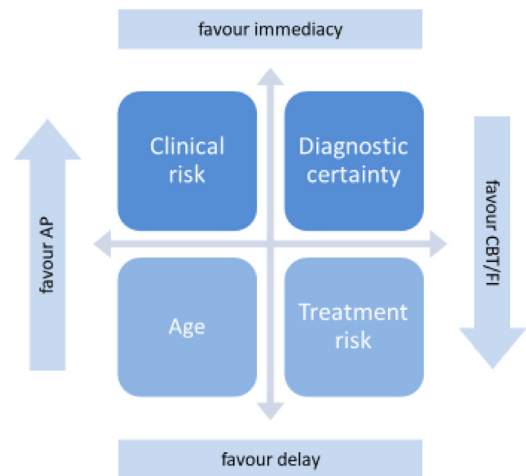 favour immediacy
favour AP
Clinical
risk
Diagnostic
certainty
favour CBT/FI
Age
Treatment
risk
favour delay